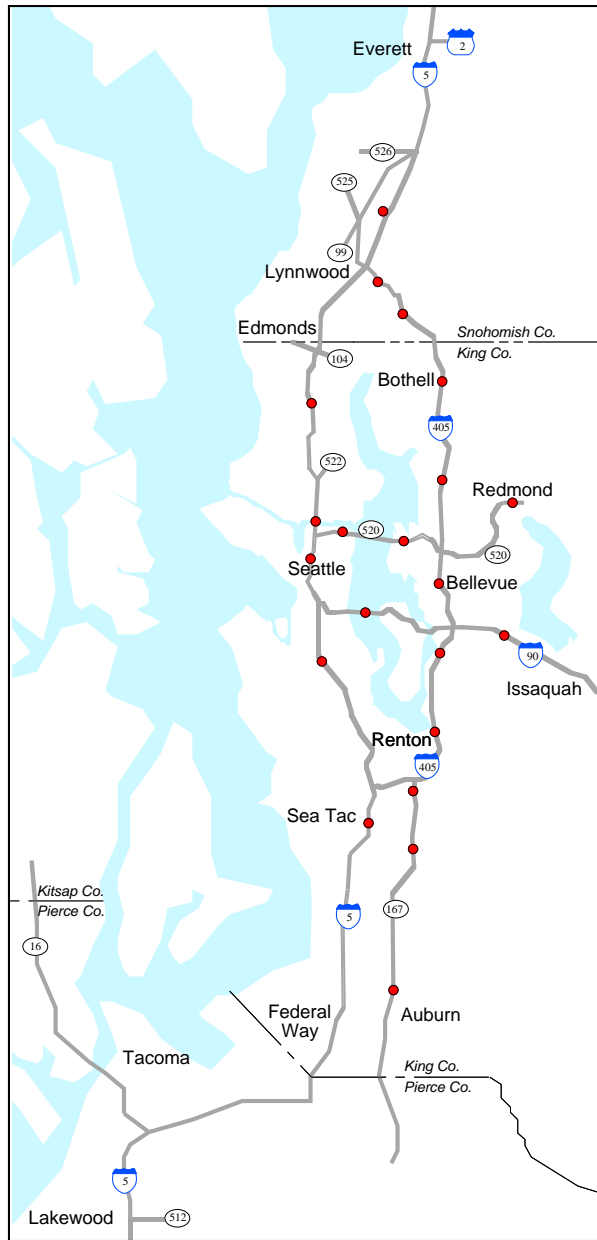 Everett
2
5
526
525
99
Lynnwood
Edmonds
Snohomish Co.
King Co.
104
Bothell
405
522
Redmond
520
520
Seattle
Bellevue
90
Issaquah
Renton
405
Sea Tac
Kitsap Co.
Pierce Co.
167
5
16
Federal
Way
Auburn
Tacoma
King Co.
Pierce Co.
5
Lakewood
512